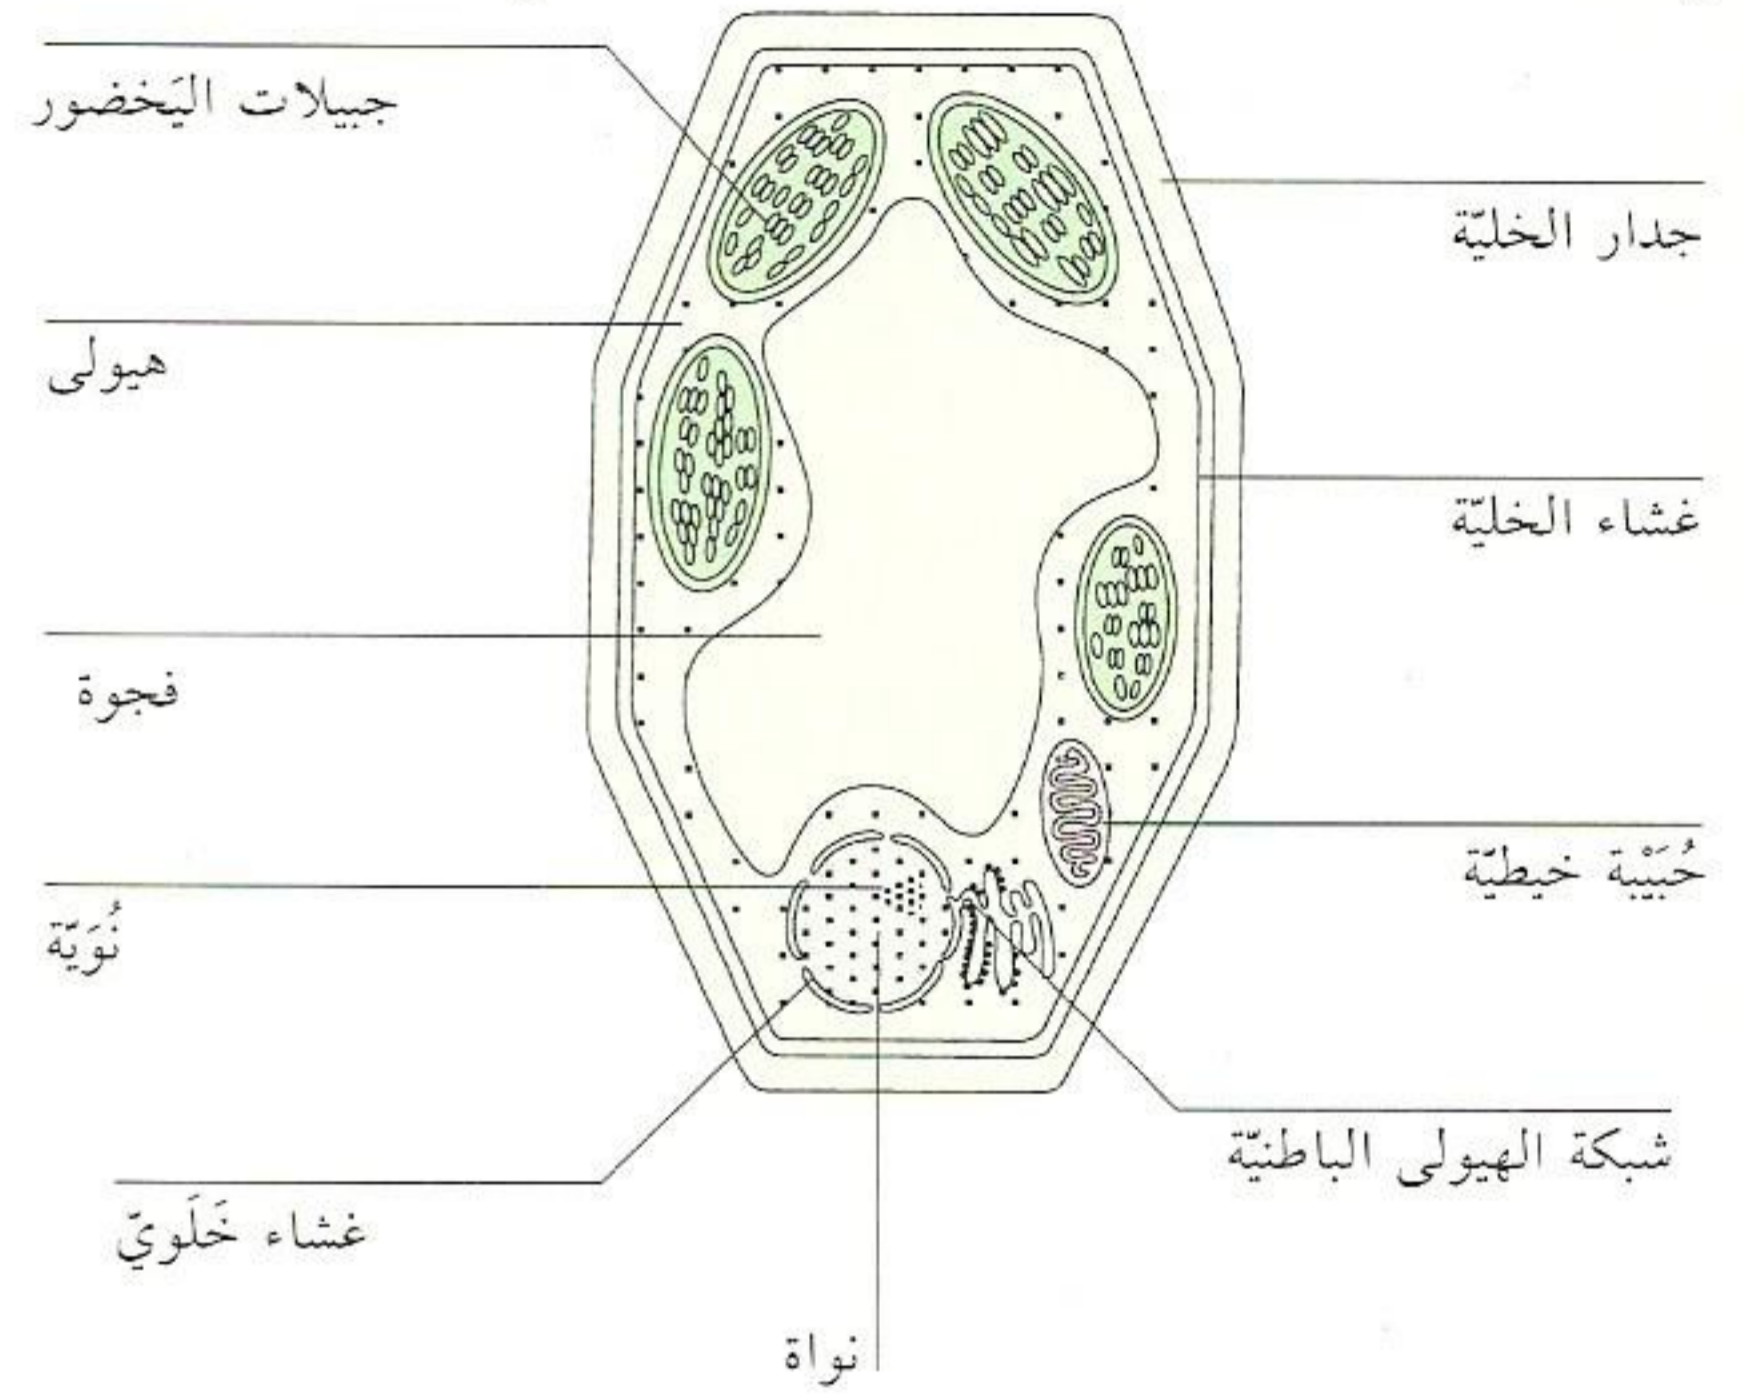 جبيلات اليَخضور
جدار الخليّة
هيولى
غشاء الخليّة
فجوة
حُبَيْبة خيطيّة
نُوَيّة
شبكة الهيولى الباطنيّة
غشاء خَلَويّ
نواة